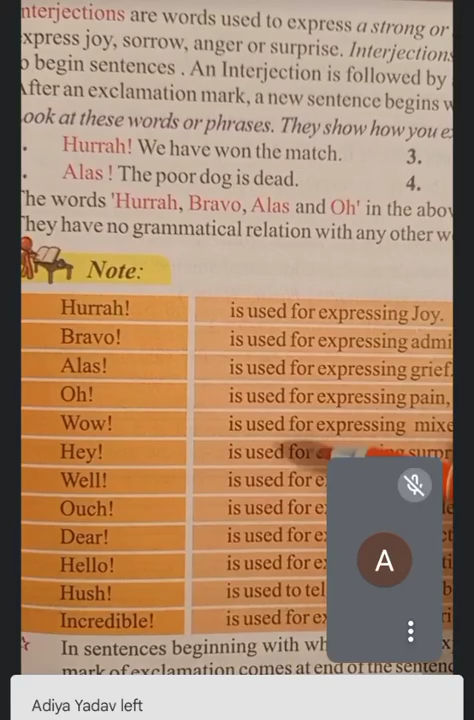 nterjections are words used to express a strong or
xpress joy, sorrow, anger or surprise. Interjections
o begin sentences . An Interjection is followed by
After an exclamation mark, a new sentence begins w
ook at these words or phrases. They show how you ex
Hurrah! We have won the match. 3.
Alas ! The poor dog is dead. 4.
The words 'Hurrah, Bravo, Alas and Oh' in the abov
They have no grammatical relation with any other w
Note:
Hurrah! is used for expressing Joy.
Bravo! is used for expressing admi
Alas! is used for expressing grief.
Oh! is used for expressing pain,
Wow! is used for expressing mixe
Hey! is used for surpr
Well! is used for e
Ouch! is used for e
Dear! is used for e
Hello! is used for e
Hush! is used to tel
Incredible! is used for e
In sentences beginning with wh
mark of exclamation comes at end of the sentenc
A
Adiya Yadav left